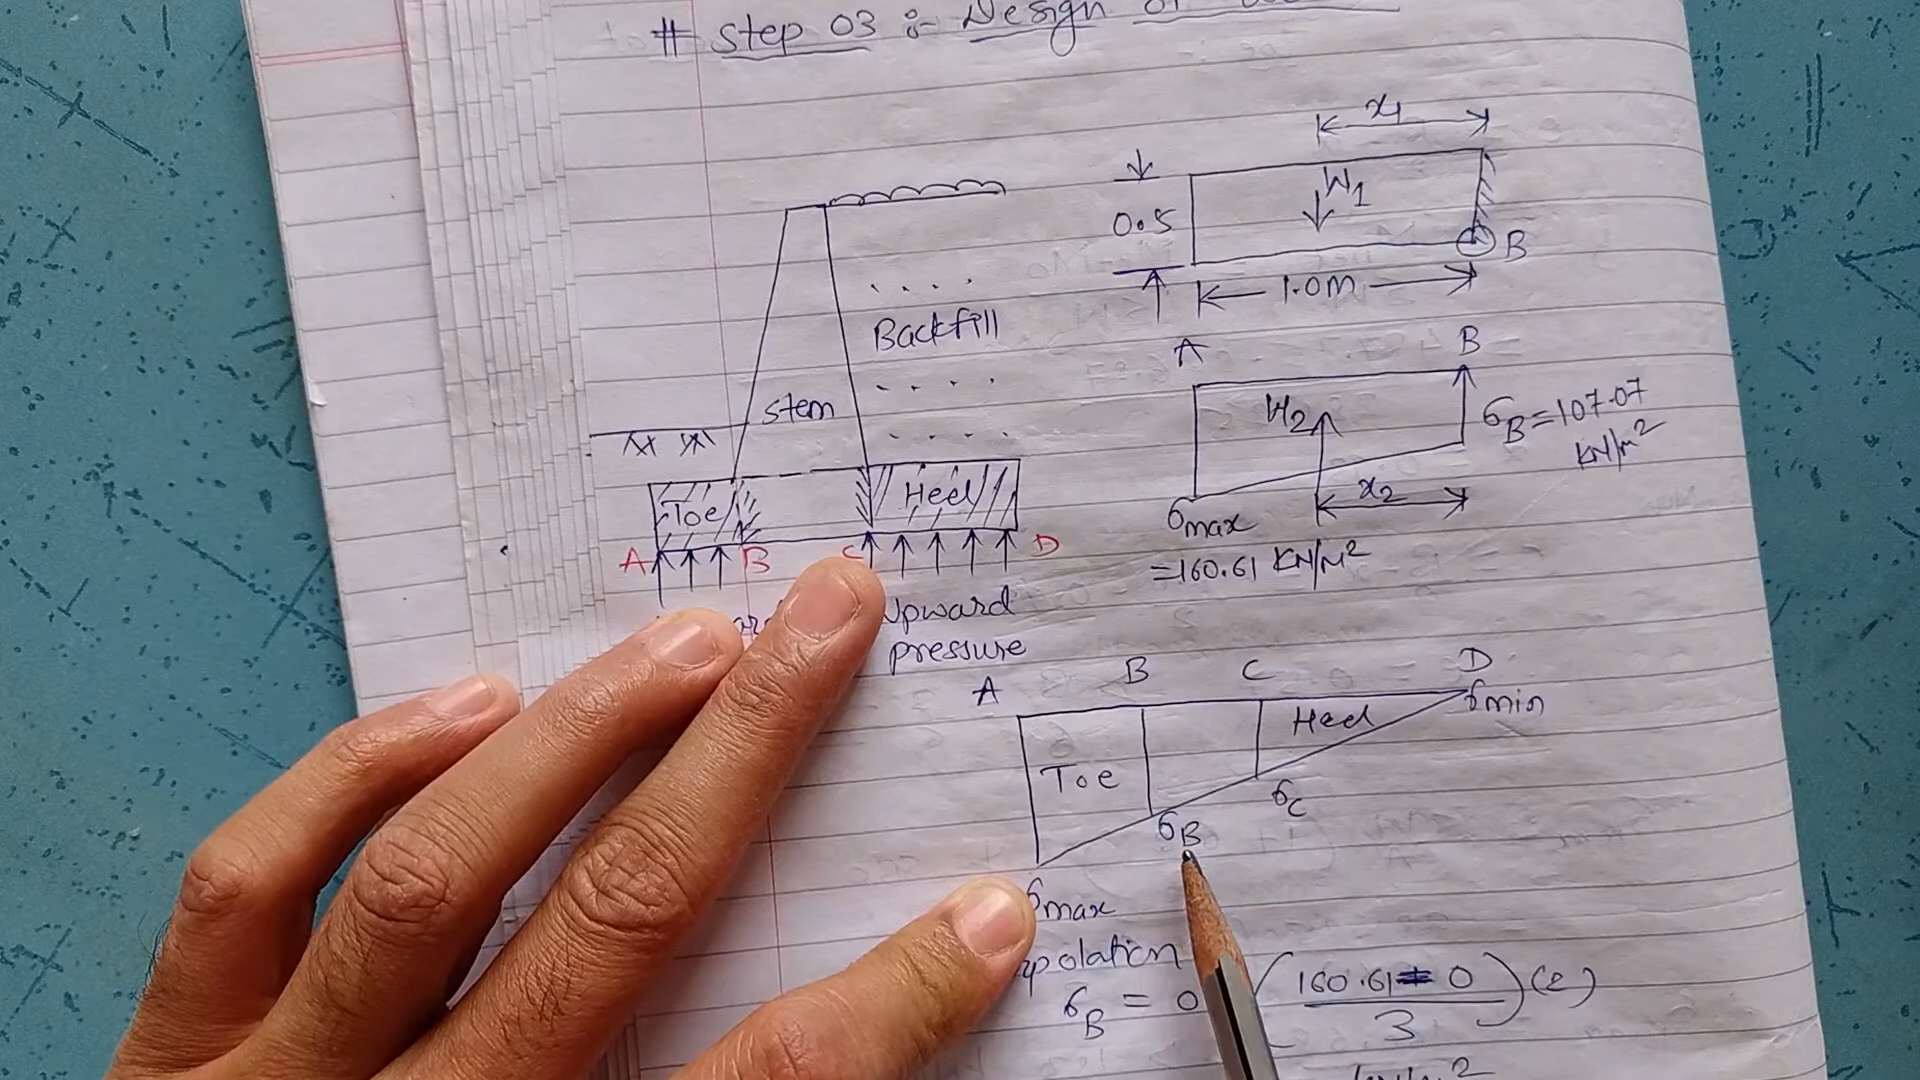 # Step 03 :- Design of
x1
W1
0.5
B
1.0m
Backfill
A
B
stem
W2
σB = 107.07
KN/m²
Toe
Heel
x2
σmax
= 160.61 KN/m²
A
B
C
D
Upward
pressure
A
B
C
D
Heel
σmin
Toe
σC
σB
σmax
σB = 0
(160.61 - 0 / 3) (2)
KN/m²